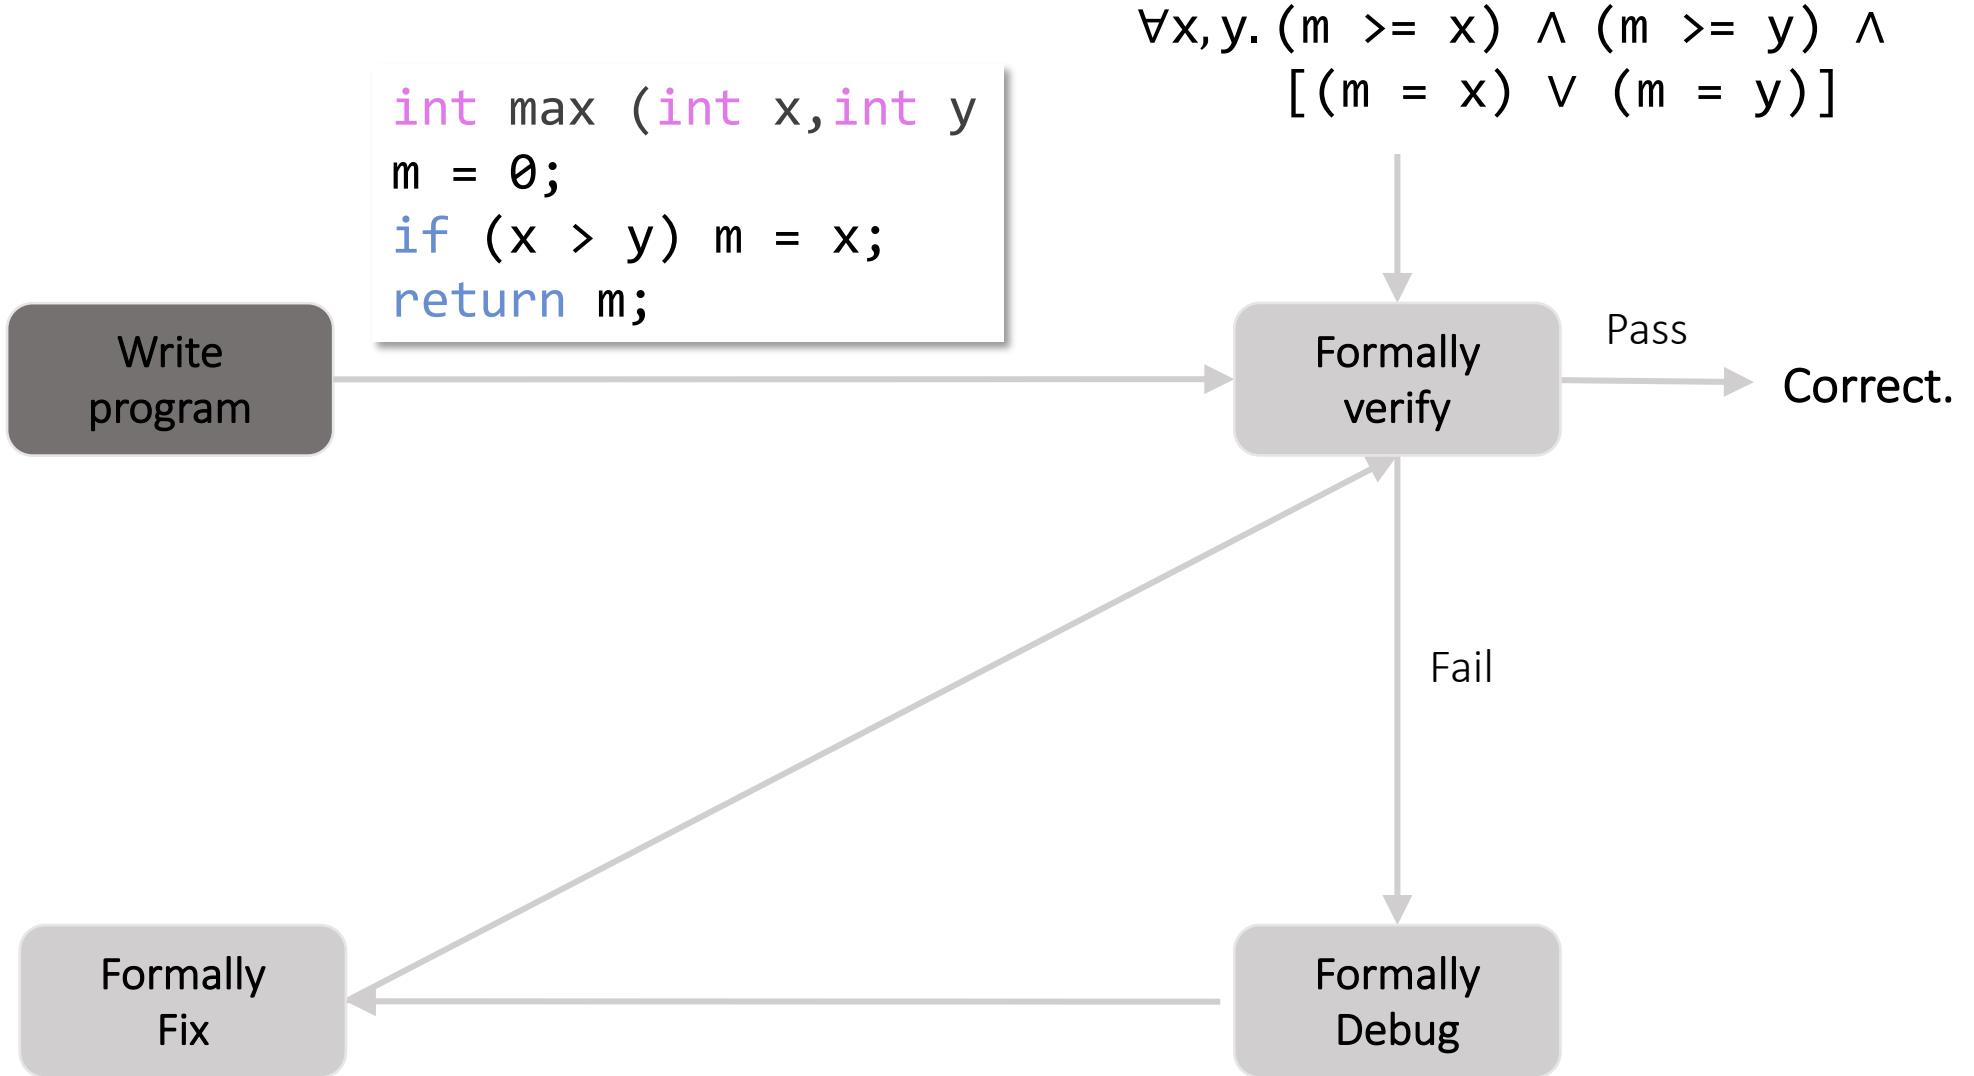 ∀x,y.(m >= x) ∧ (m >= y) ∧
[(m = x) ∨ (m = y)]
int max (int x,int y
m = 0;
if (x > y) m = x;
return m;
Write
program
Formally
verify
Pass
Correct.
Fail
Formally
Fix
Formally
Debug